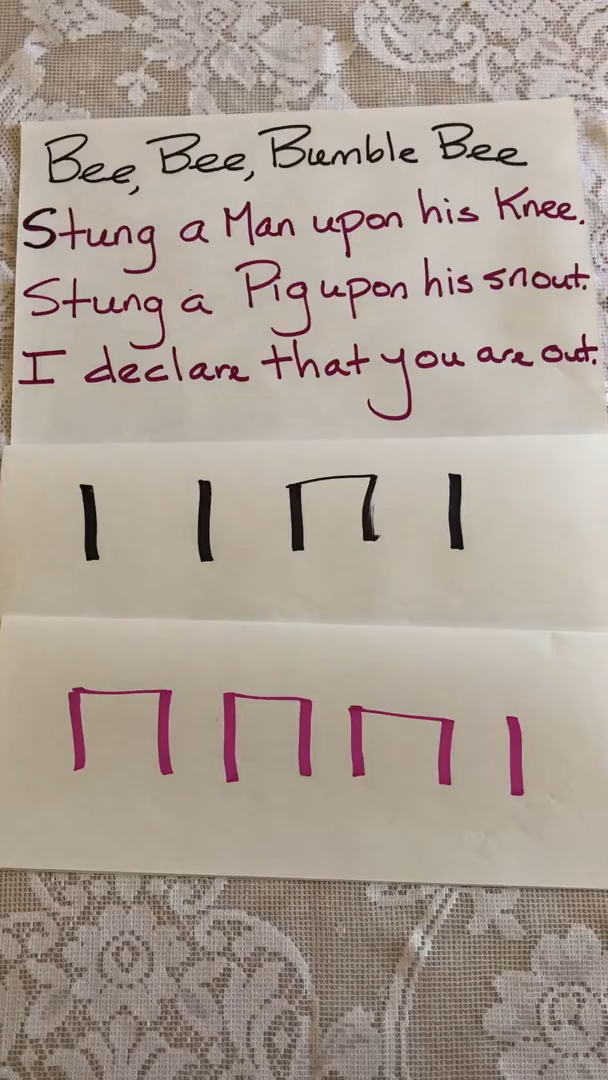 Bee, Bee, Bumble Bee
Stung a Man upon his Knee.
Stung a Pig upon his snout.
I declare that you are out.